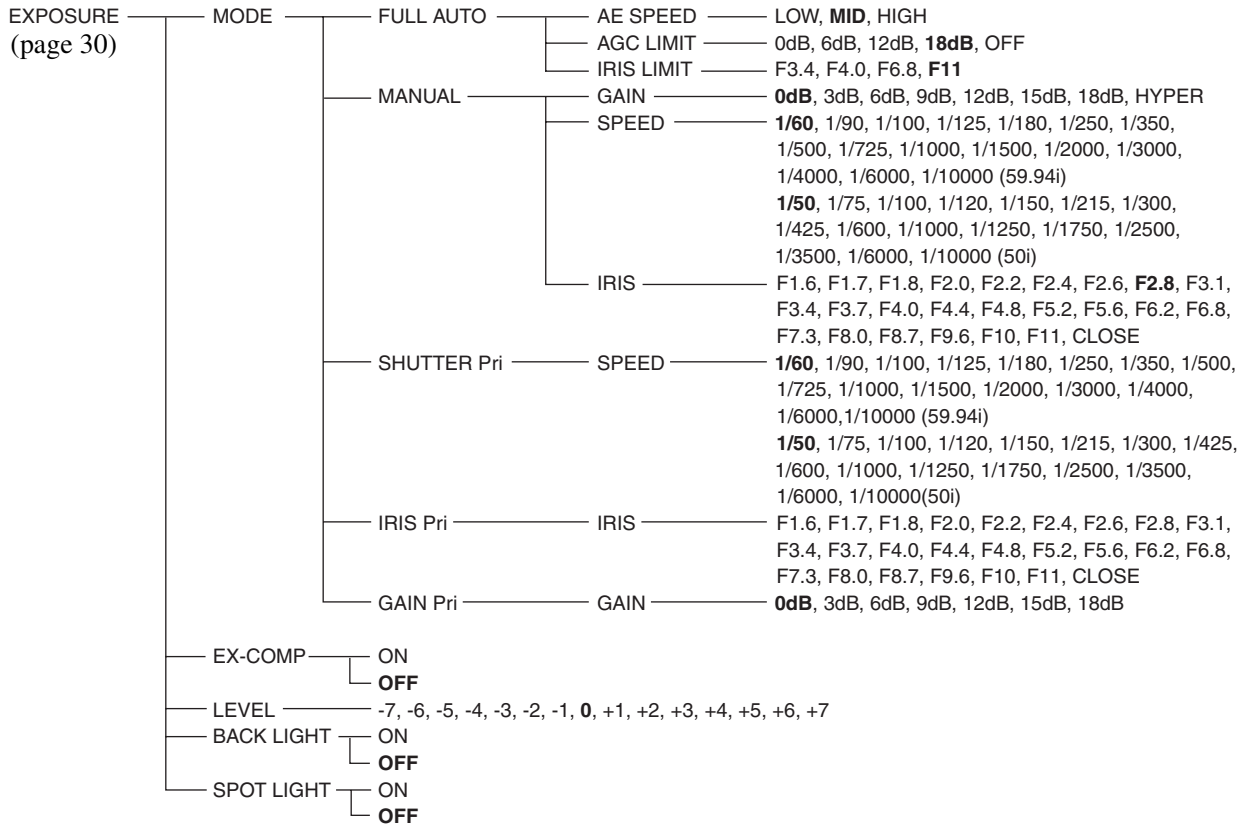 EXPOSURE MODE FULL AUTO AE SPEED LOW, MID, HIGH
(page 30) AGC LIMIT 0dB, 6dB, 12dB, 18dB, OFF
IRIS LIMIT F3.4, F4.0, F6.8, F11
MANUAL GAIN 0dB, 3dB, 6dB, 9dB, 12dB, 15dB, 18dB, HYPER
SPEED 1/60, 1/90, 1/100, 1/125, 1/180, 1/250, 1/350,
1/500, 1/725, 1/1000, 1/1500, 1/2000, 1/3000,
1/4000, 1/6000, 1/10000 (59.94i)
1/50, 1/75, 1/100, 1/120, 1/150, 1/215, 1/300,
1/425, 1/600, 1/1000, 1/1250, 1/1750, 1/2500,
1/3500, 1/6000, 1/10000 (50i)
IRIS F1.6, F1.7, F1.8, F2.0, F2.2, F2.4, F2.6, F2.8, F3.1,
F3.4, F3.7, F4.0, F4.4, F4.8, F5.2, F5.6, F6.2, F6.8,
F7.3, F8.0, F8.7, F9.6, F10, F11, CLOSE
SHUTTER Pri SPEED 1/60, 1/90, 1/100, 1/125, 1/180, 1/250, 1/350, 1/500,
1/725, 1/1000, 1/1500, 1/2000, 1/3000, 1/4000,
1/6000,1/10000 (59.94i)
1/50, 1/75, 1/100, 1/120, 1/150, 1/215, 1/300, 1/425,
1/600, 1/1000, 1/1250, 1/1750, 1/2500, 1/3500,
1/6000, 1/10000(50i)
IRIS Pri IRIS F1.6, F1.7, F1.8, F2.0, F2.2, F2.4, F2.6, F2.8, F3.1,
F3.4, F3.7, F4.0, F4.4, F4.8, F5.2, F5.6, F6.2, F6.8,
F7.3, F8.0, F8.7, F9.6, F10, F11, CLOSE
GAIN Pri GAIN 0dB, 3dB, 6dB, 9dB, 12dB, 15dB, 18dB
EX-COMP ON
OFF
LEVEL -7, -6, -5, -4, -3, -2, -1, 0, +1, +2, +3, +4, +5, +6, +7
BACK LIGHT ON
OFF
SPOT LIGHT ON
OFF